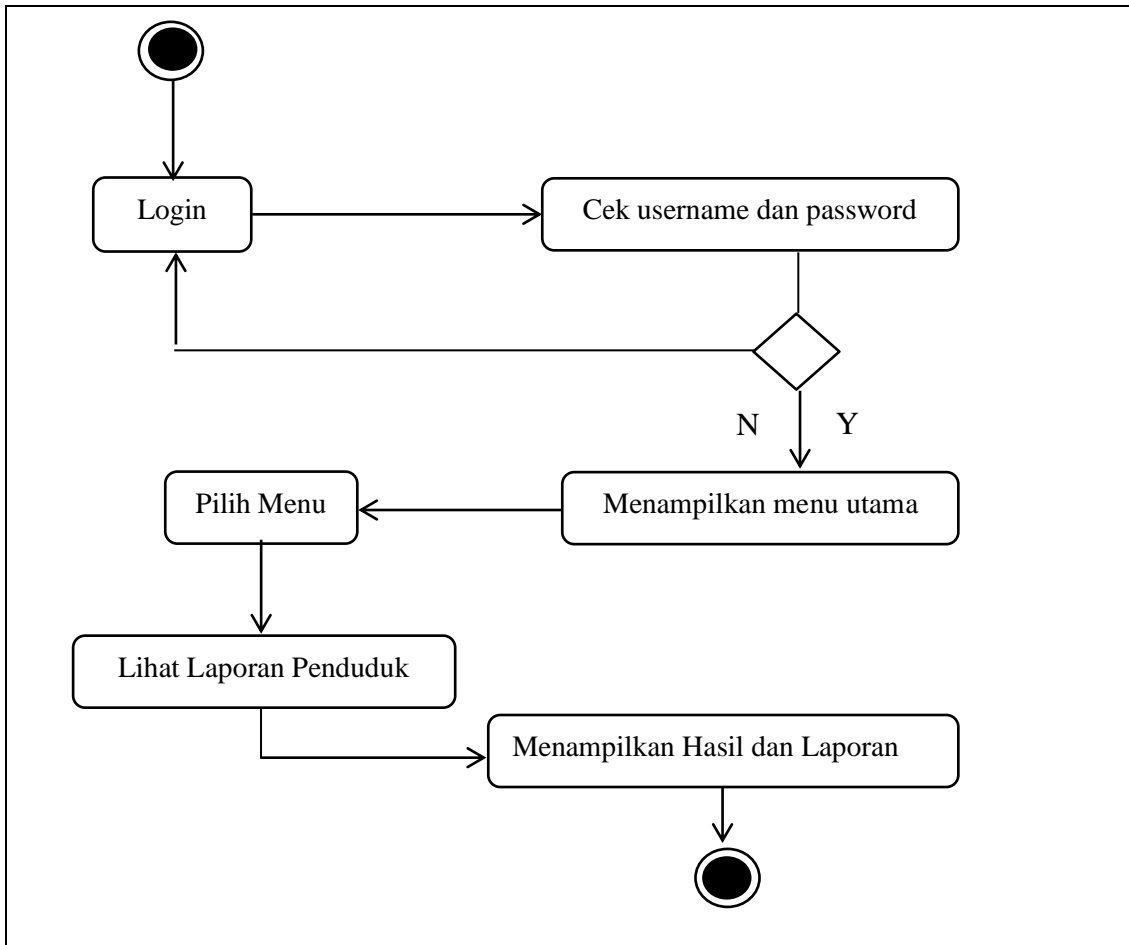 Login
Cek username dan password
N
Y
Pilih Menu
Menampilkan menu utama
Lihat Laporan Penduduk
Menampilkan Hasil dan Laporan